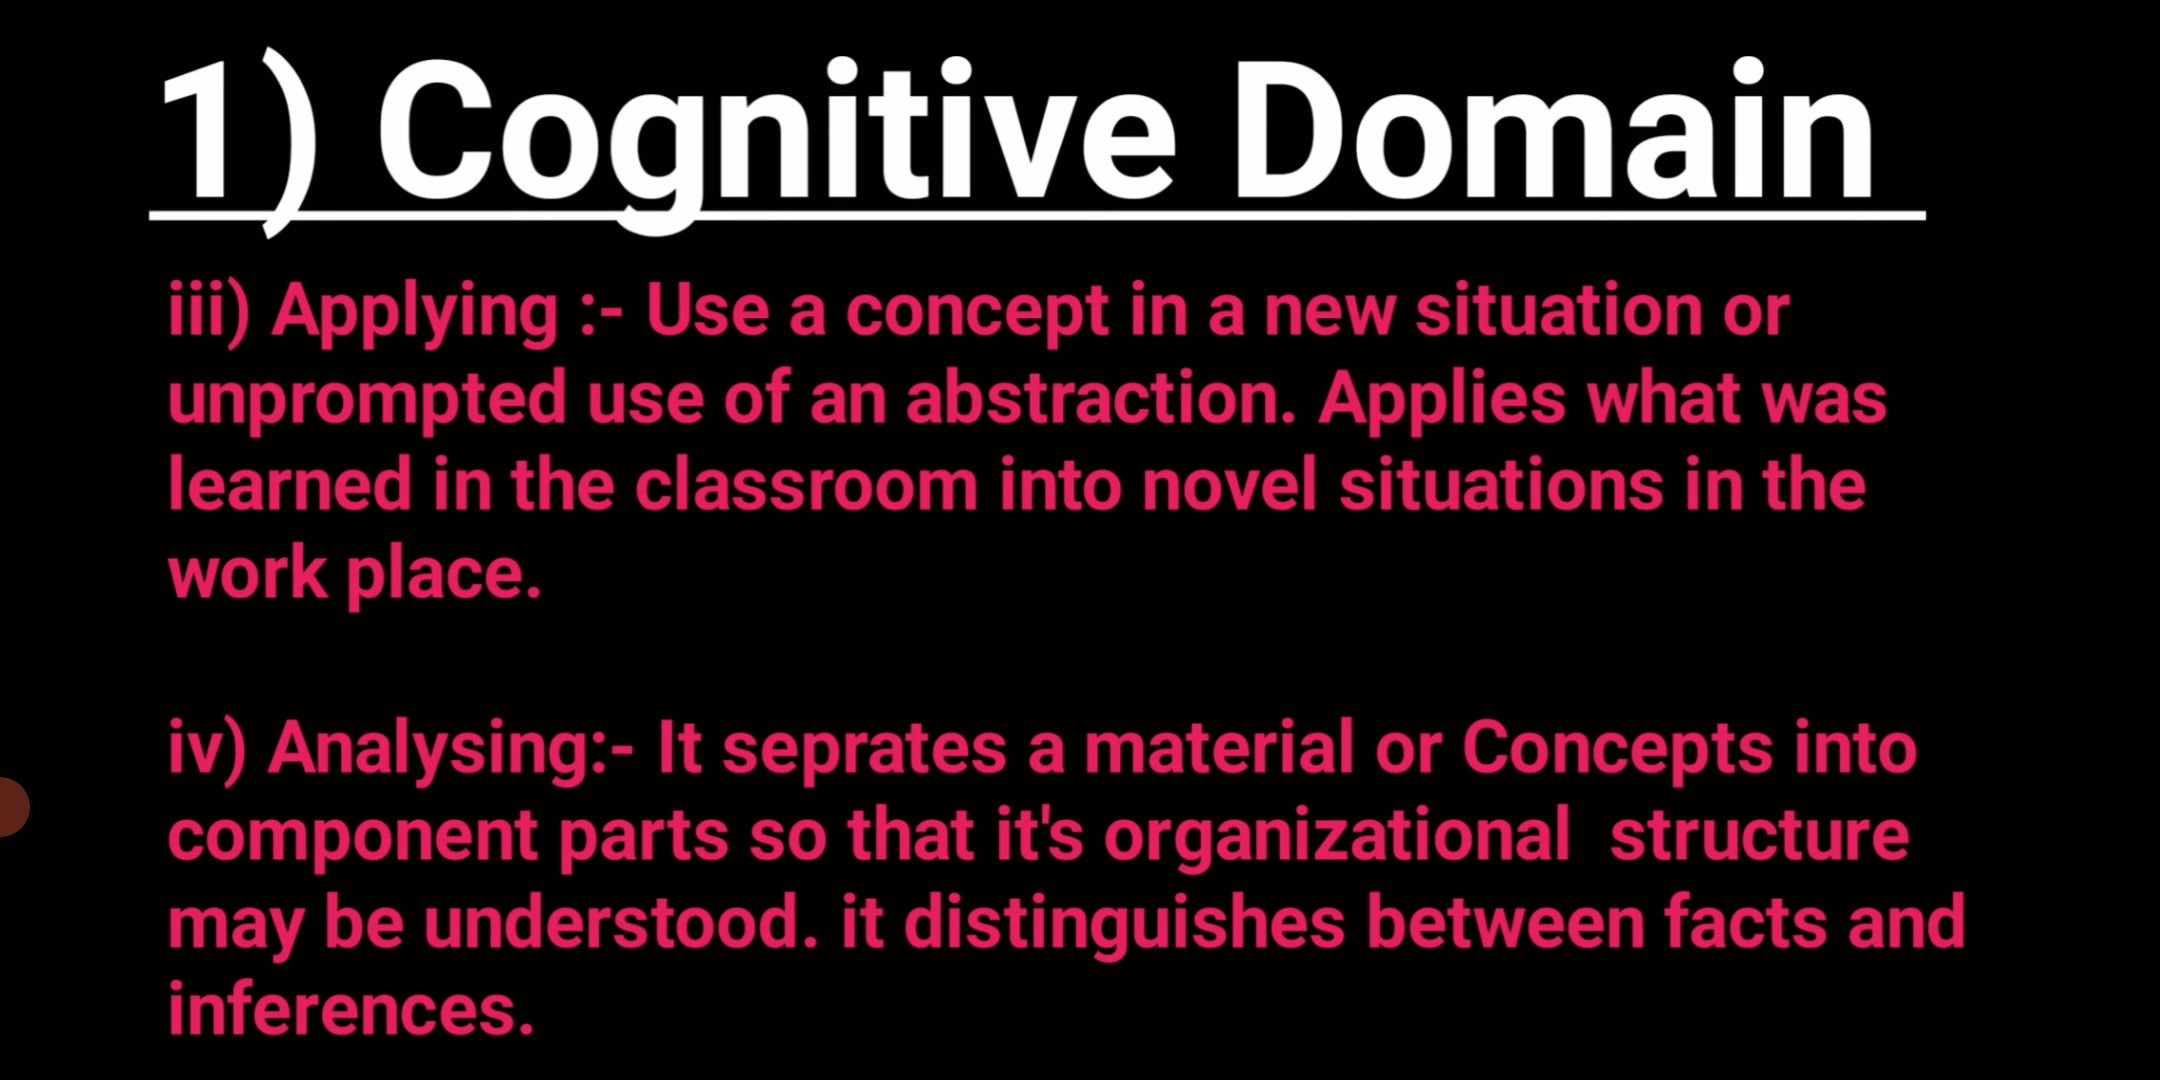 1) Cognitive Domain
iii) Applying :- Use a concept in a new situation or
unprompted use of an abstraction. Applies what was
learned in the classroom into novel situations in the
work place.
iv) Analysing:- It seprates a material or Concepts into
component parts so that it's organizational  structure
may be understood. it distinguishes between facts and
inferences.